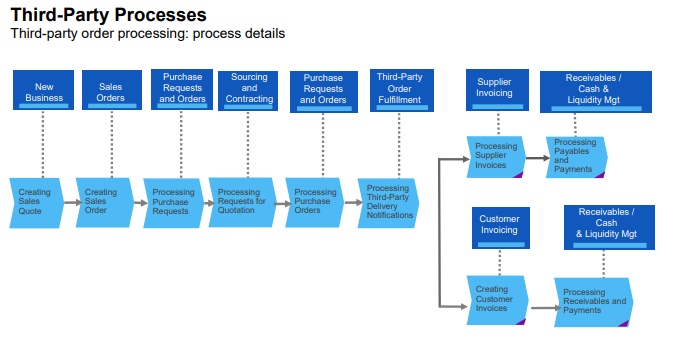 Third-Party Processes
Third-party order processing: process details
New
Business
Sales
Orders
Purchase
Requests
and Orders
Sourcing
and
Contracting
Purchase
Requests
and Orders
Third-Party
Order
Fulfillment
Supplier
Invoicing
Receivables /
Cash &
Liquidity Mgt
Creating
Sales
Quote
Creating
Sales
Order
Processing
Purchase
Requests
Processing
Requests for
Quotation
Processing
Purchase
Orders
Processing
Third-Party
Delivery
Notifications
Processing
Supplier
Invoices
Processing
Payables
and
Payments
Customer
Invoicing
Receivables /
Cash
& Liquidity Mgt
Creating
Customer
Invoices
Processing
Receivables and
Payments